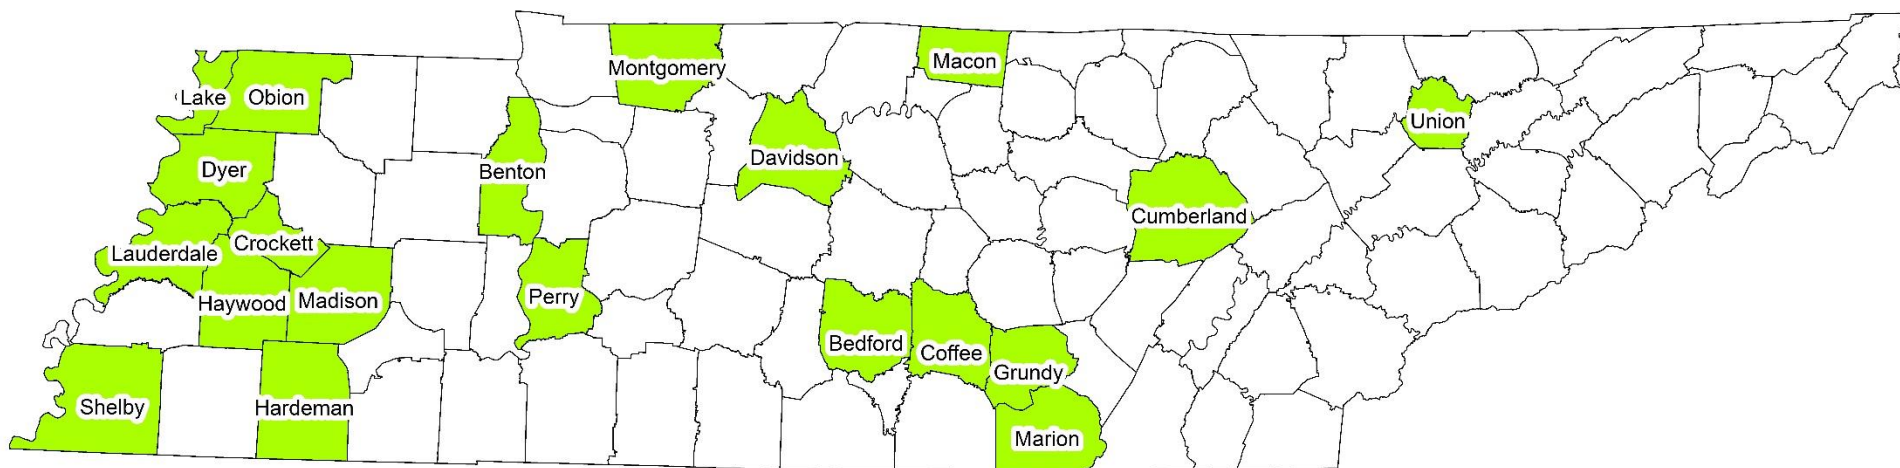 Macon
Montgomery
Lake
Obion
Union
Davidson
Dyer
Benton
Cumberland
Crockett
Lauderdale
Perry
Madison
Haywood
Bedford
Coffee
Grundy
Shelby
Hardeman
Marion